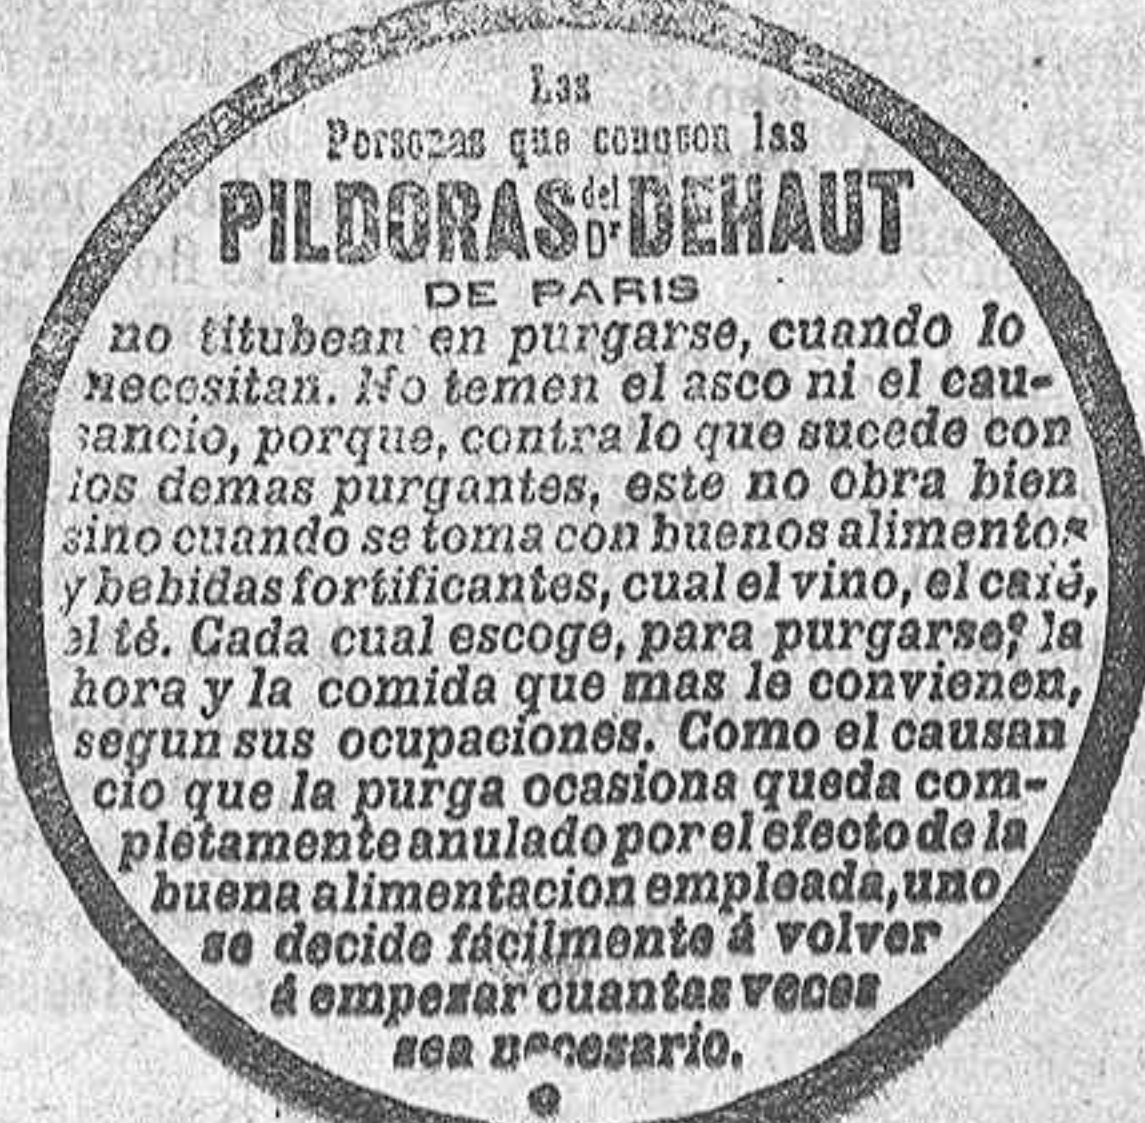 Las
Personas que conocen las
PILDORAS del Dr DEHAUT
DE PARIS
no titubean en purgarse, cuando lo
necesitan. No temen el asco ni el cau-
sancio, porque, contra lo que sucede con
los demas purgantes, este no obra bien
sino cuando se toma con buenos alimentos
y bebidas fortificantes, cual el vino, el café,
el té. Cada cual escoge, para purgarse, la
hora y la comida que mas le convienen,
segun sus ocupaciones. Como el causan
cio que la purga ocasiona queda com-
pletamente anulado por el efecto de la
buena alimentacion empleada, uno
se decide fácilmente á volver
á empezar cuantas veces
sea necesario.